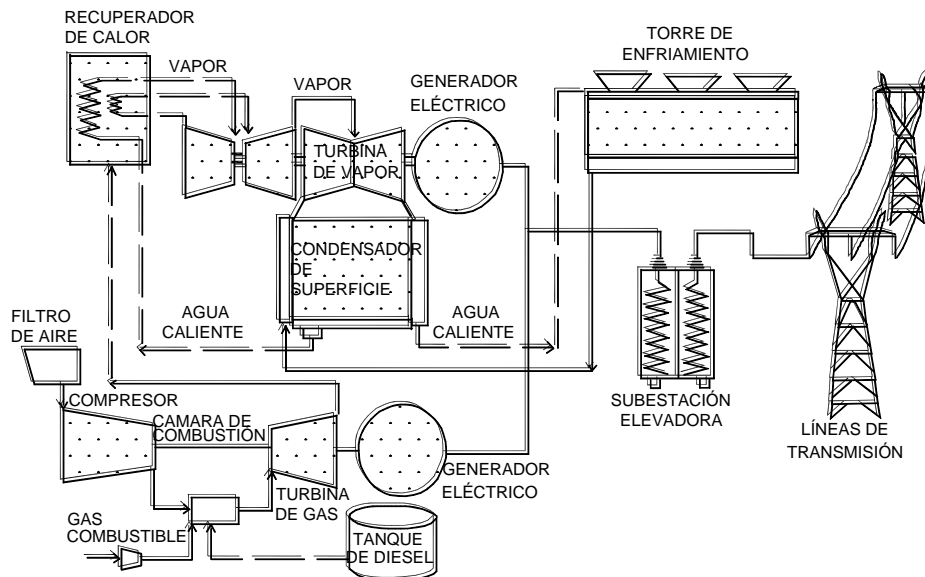 RECUPERADOR
DE CALOR
VAPOR
VAPOR
GENERADOR
ELÉCTRICO
TORRE DE
ENFRIAMIENTO
TURBINA
DE VAPOR
CONDENSADOR
DE
SUPERFICIE
AGUA
CALIENTE
AGUA
CALIENTE
FILTRO
DE AIRE
COMPRESOR
CAMARA DE
COMBUSTIÓN
SUBESTACIÓN
ELEVADORA
LÍNEAS DE
TRANSMISIÓN
GENERADOR
ELÉCTRICO
TURBINA
DE GAS
GAS
COMBUSTIBLE
TANQUE
DE DIESEL